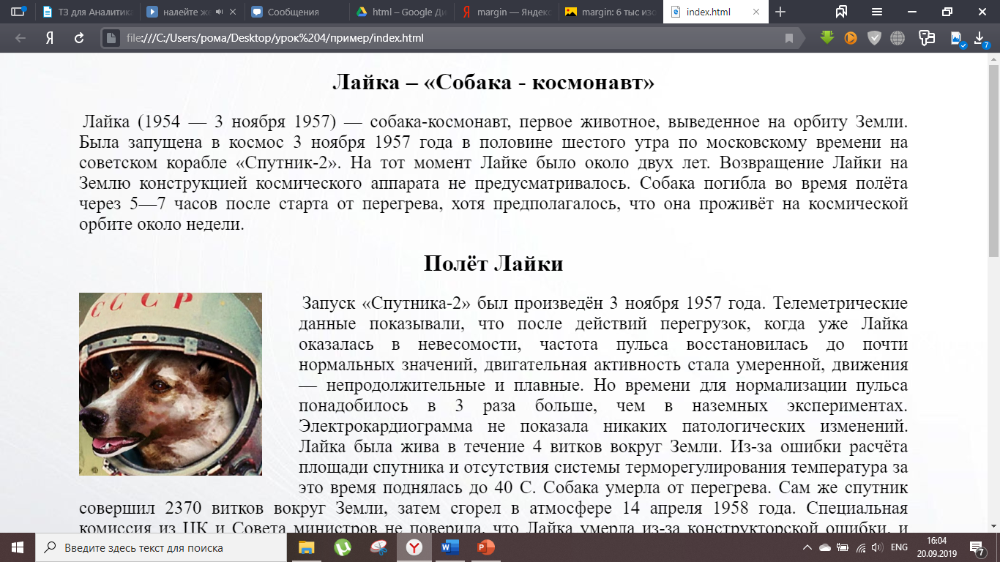 ТЗ для Аналитик
налейте же
Сообщения
html – Google Ди
margin — Яндек
margin: 6 тыс изо
index.html
Я
file:///C:/Users/рома/Desktop/урок%204/пример/index.html
7
Лайка – «Собака - космонавт»
Лайка (1954 — 3 ноября 1957) — собака-космонавт, первое животное, выведенное на орбиту Земли.
Была запущена в космос 3 ноября 1957 года в половине шестого утра по московскому времени на
советском корабле «Спутник-2». На тот момент Лайке было около двух лет. Возвращение Лайки на
Землю конструкцией космического аппарата не предусматривалось. Собака погибла во время полёта
через 5—7 часов после старта от перегрева, хотя предполагалось, что она проживёт на космической
орбите около недели.
Полёт Лайки
СССР
Запуск «Спутника-2» был произведён 3 ноября 1957 года. Телеметрические
данные показывали, что после действий перегрузок, когда уже Лайка
оказалась в невесомости, частота пульса восстановилась до почти
нормальных значений, двигательная активность стала умеренной, движения
— непродолжительные и плавные. Но времени для нормализации пульса
понадобилось в 3 раза больше, чем в наземных экспериментах.
Электрокардиограмма не показала никаких патологических изменений.
Лайка была жива в течение 4 витков вокруг Земли. Из-за ошибки расчёта
площади спутника и отсутствия системы терморегулирования температура за
это время поднялась до 40 С. Собака умерла от перегрева. Сам же спутник
совершил 2370 витков вокруг Земли, затем сгорел в атмосфере 14 апреля 1958 года. Специальная
комиссия из ЦК и Совета министров не поверила, что Лайка умерла из-за конструкторской ошибки, и
Введите здесь текст для поиска
ENG
16:04
20.09.2019
7